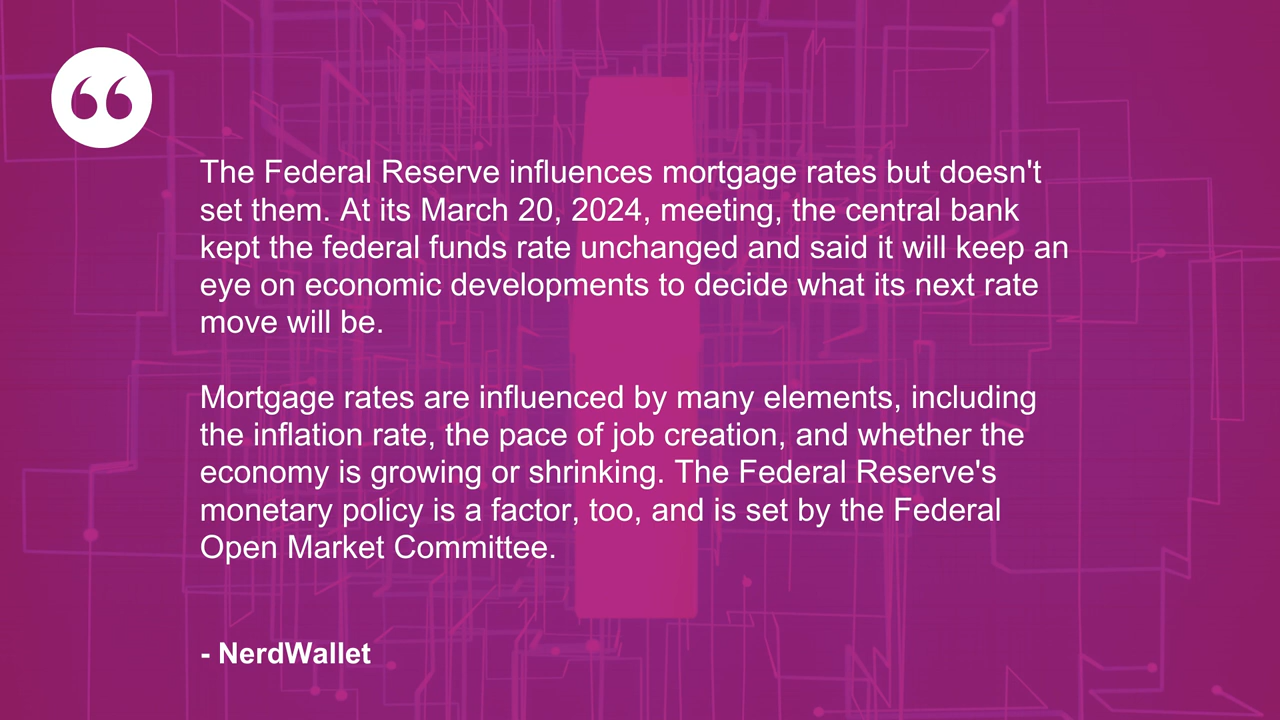 “
The Federal Reserve influences mortgage rates but doesn't
set them. At its March 20, 2024, meeting, the central bank
kept the federal funds rate unchanged and said it will keep an
eye on economic developments to decide what its next rate
move will be.
Mortgage rates are influenced by many elements, including
the inflation rate, the pace of job creation, and whether the
economy is growing or shrinking. The Federal Reserve's
monetary policy is a factor, too, and is set by the Federal
Open Market Committee.
- NerdWallet